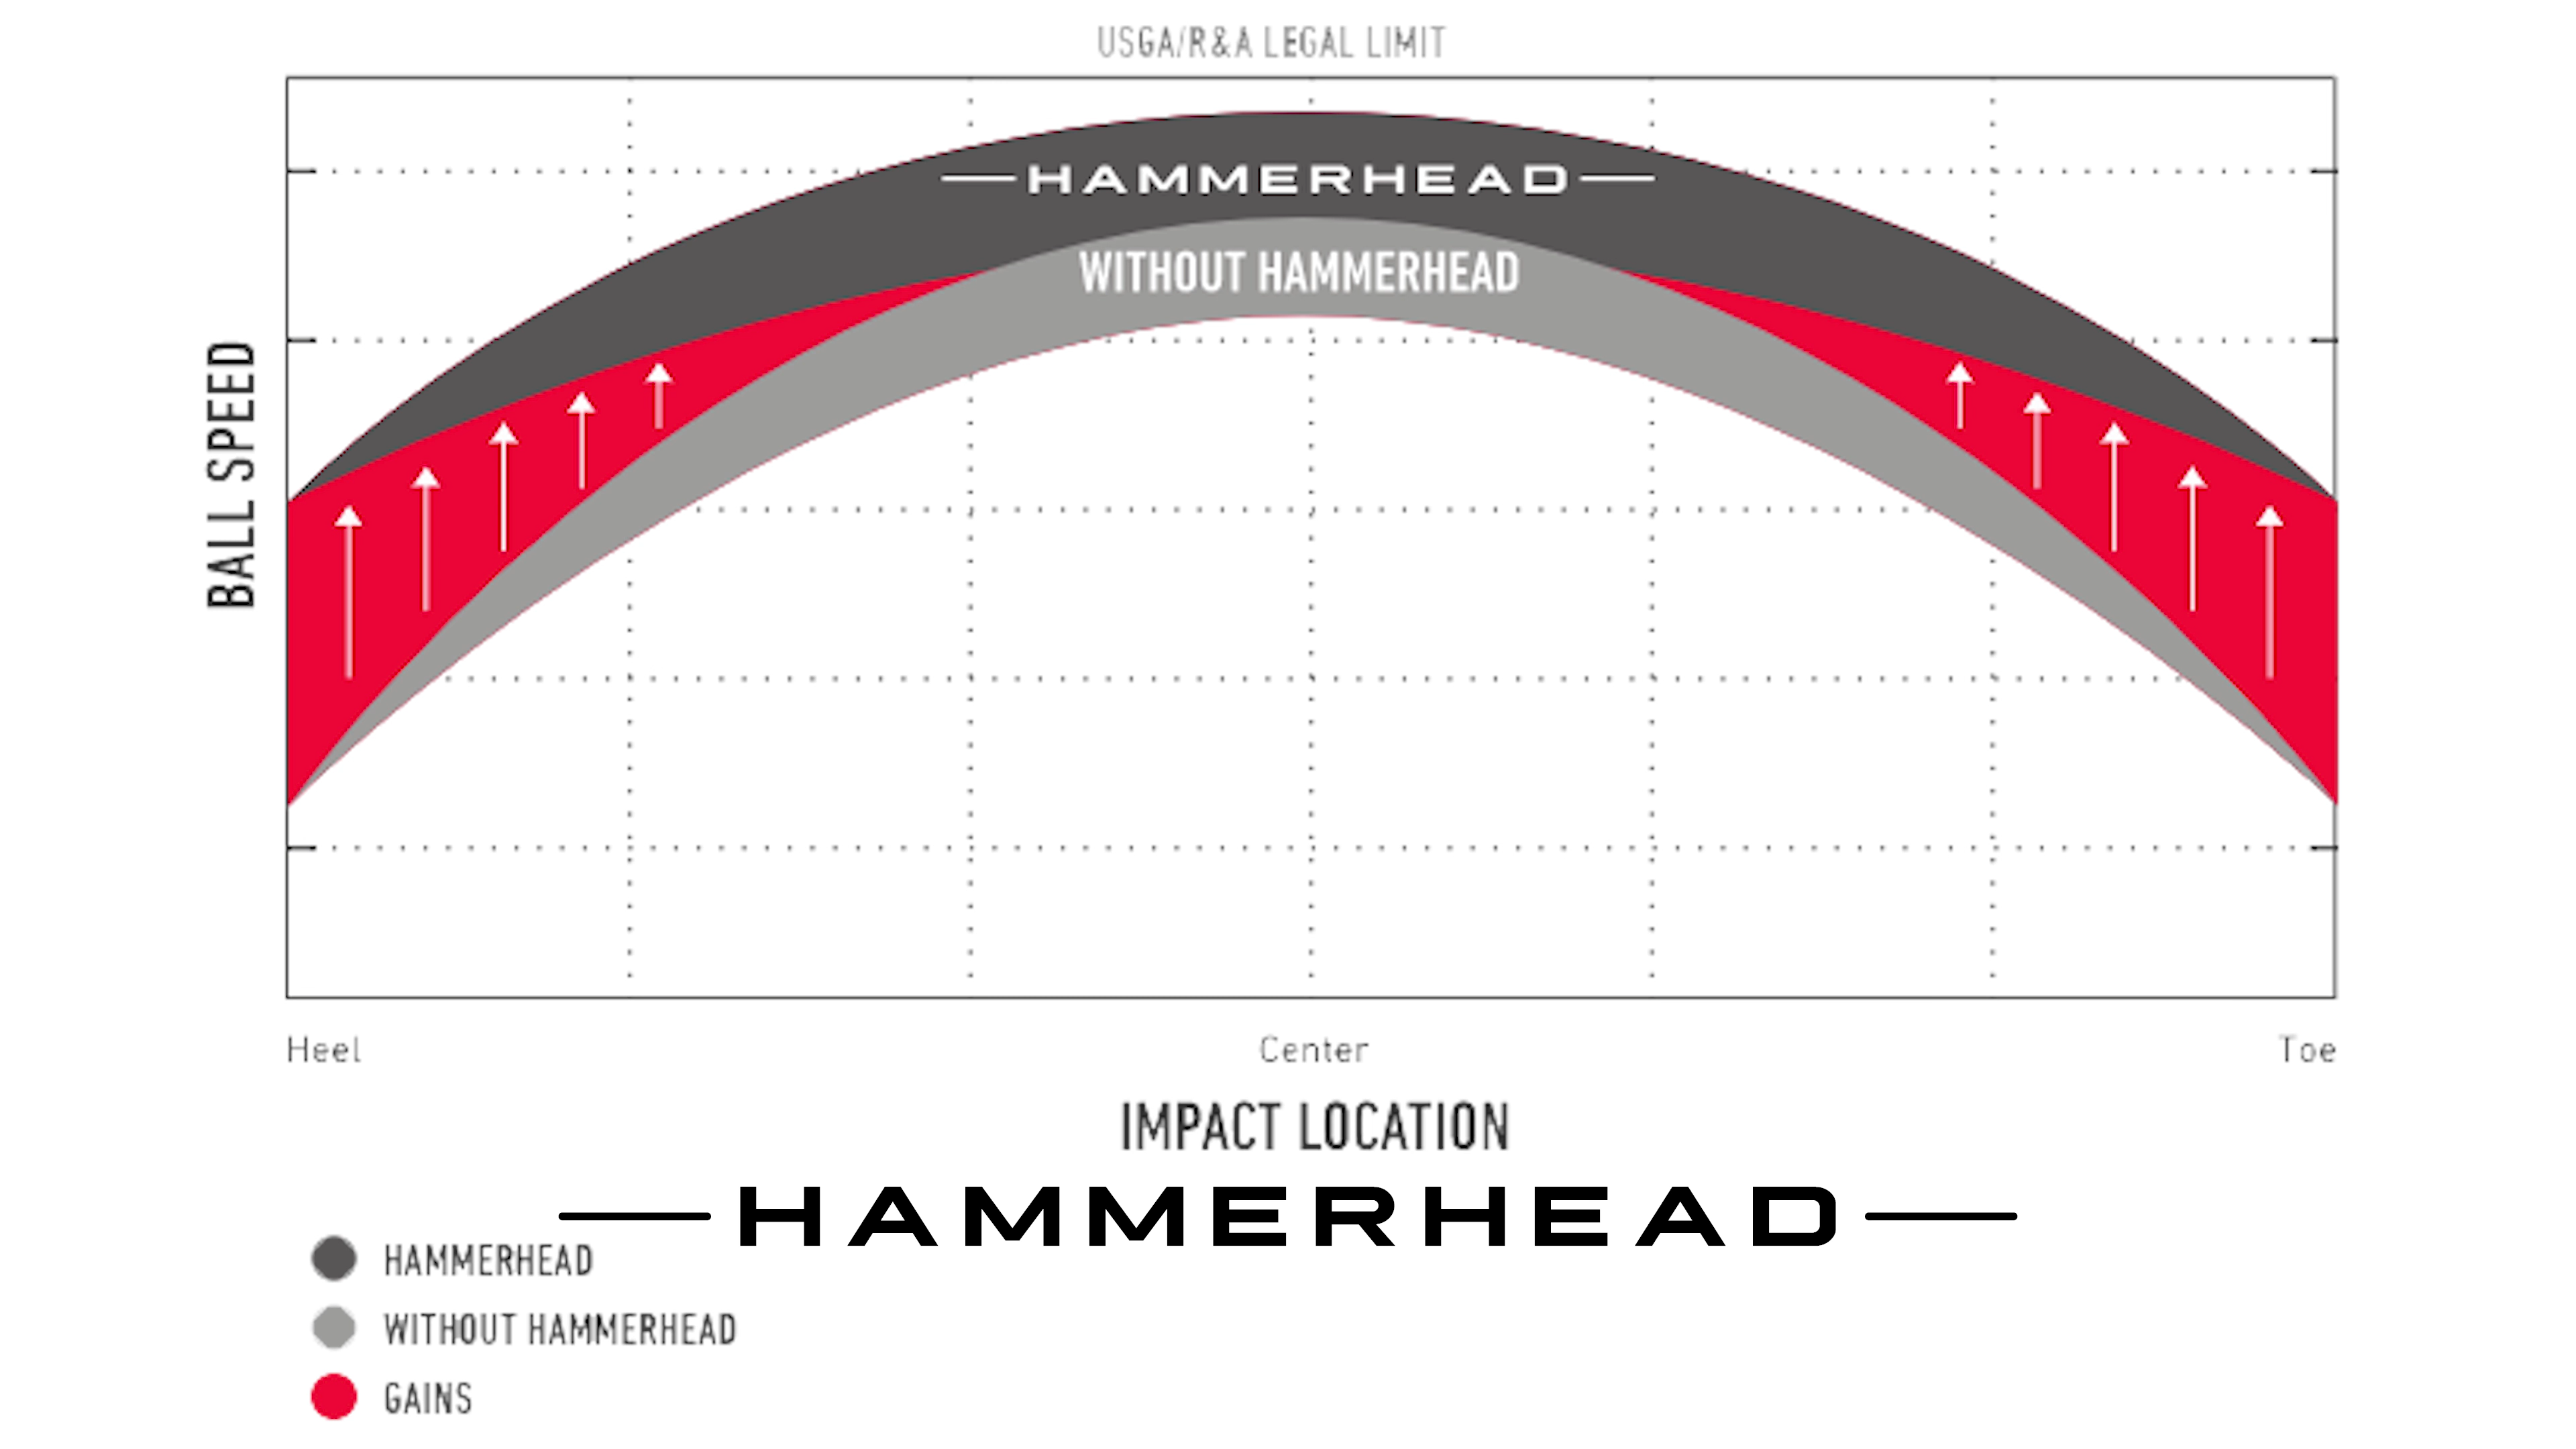 USGA/R&A LEGAL LIMIT
—HAMMERHEAD—
WITHOUT HAMMERHEAD
BALL SPEED
Heel
Center
Toe
IMPACT LOCATION
—HAMMERHEAD—
HAMMERHEAD
WITHOUT HAMMERHEAD
GAINS